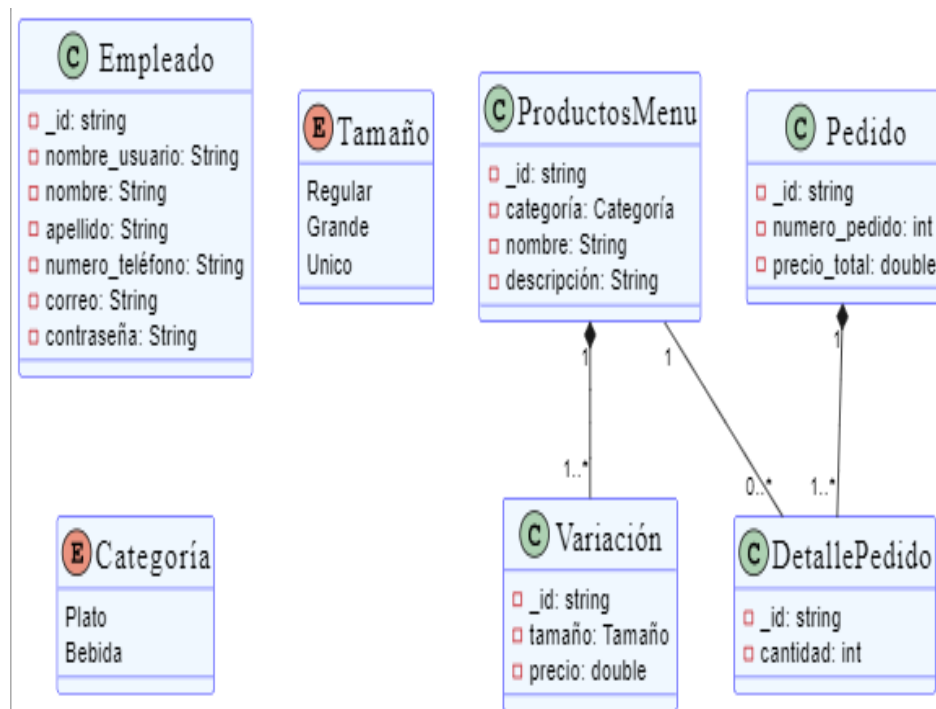 C Empleado
_id: string
nombre_usuario: String
nombre: String
apellido: String
numero_teléfono: String
correo: String
contraseña: String
E Tamaño
Regular
Grande
Unico
C ProductosMenu
_id: string
categoría: Categoría
nombre: String
descripción: String
C Pedido
_id: string
numero_pedido: int
precio_total: double
1
1
1
1..*
0..*
1..*
E Categoría
Plato
Bebida
C Variación
_id: string
tamaño: Tamaño
precio: double
C DetallePedido
_id: string
cantidad: int